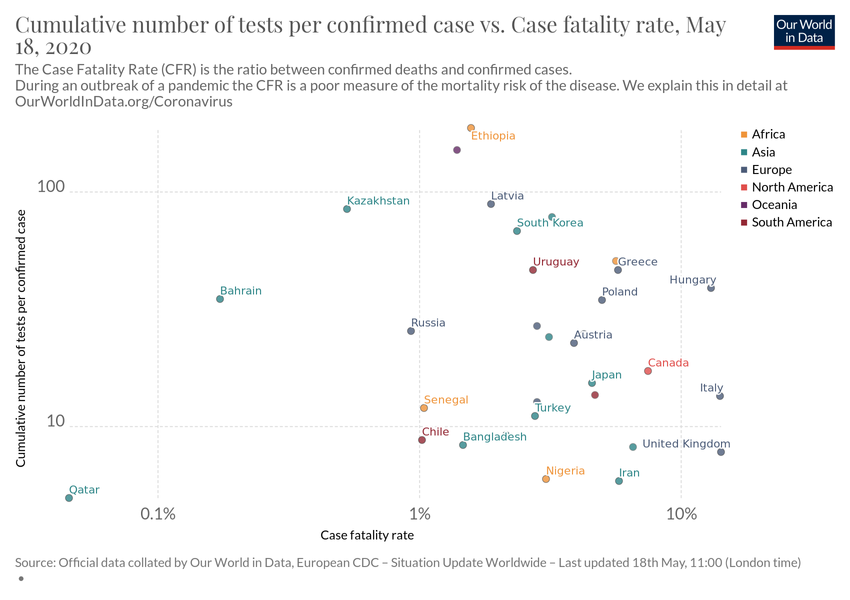 Cumulative number of tests per confirmed case vs. Case fatality rate, May
18, 2020
Our World
in Data
The Case Fatality Rate (CFR) is the ratio between confirmed deaths and confirmed cases.
During an outbreak of a pandemic the CFR is a poor measure of the mortality risk of the disease. We explain this in detail at
OurWorldInData.org/Coronavirus
Africa
Asia
Europe
North America
Oceania
South America
Cumulative number of tests per confirmed case
100
10
Ethiopia
Kazakhstan
Latvia
South Korea
Uruguay
Greece
Hungary
Bahrain
Poland
Russia
Austria
Canada
Japan
Italy
Senegal
Turkey
Chile
Bangladesh
United Kingdom
Nigeria
Iran
Qatar
0.1%
1%
10%
Case fatality rate
Source: Official data collated by Our World in Data, European CDC – Situation Update Worldwide – Last updated 18th May, 11:00 (London time)